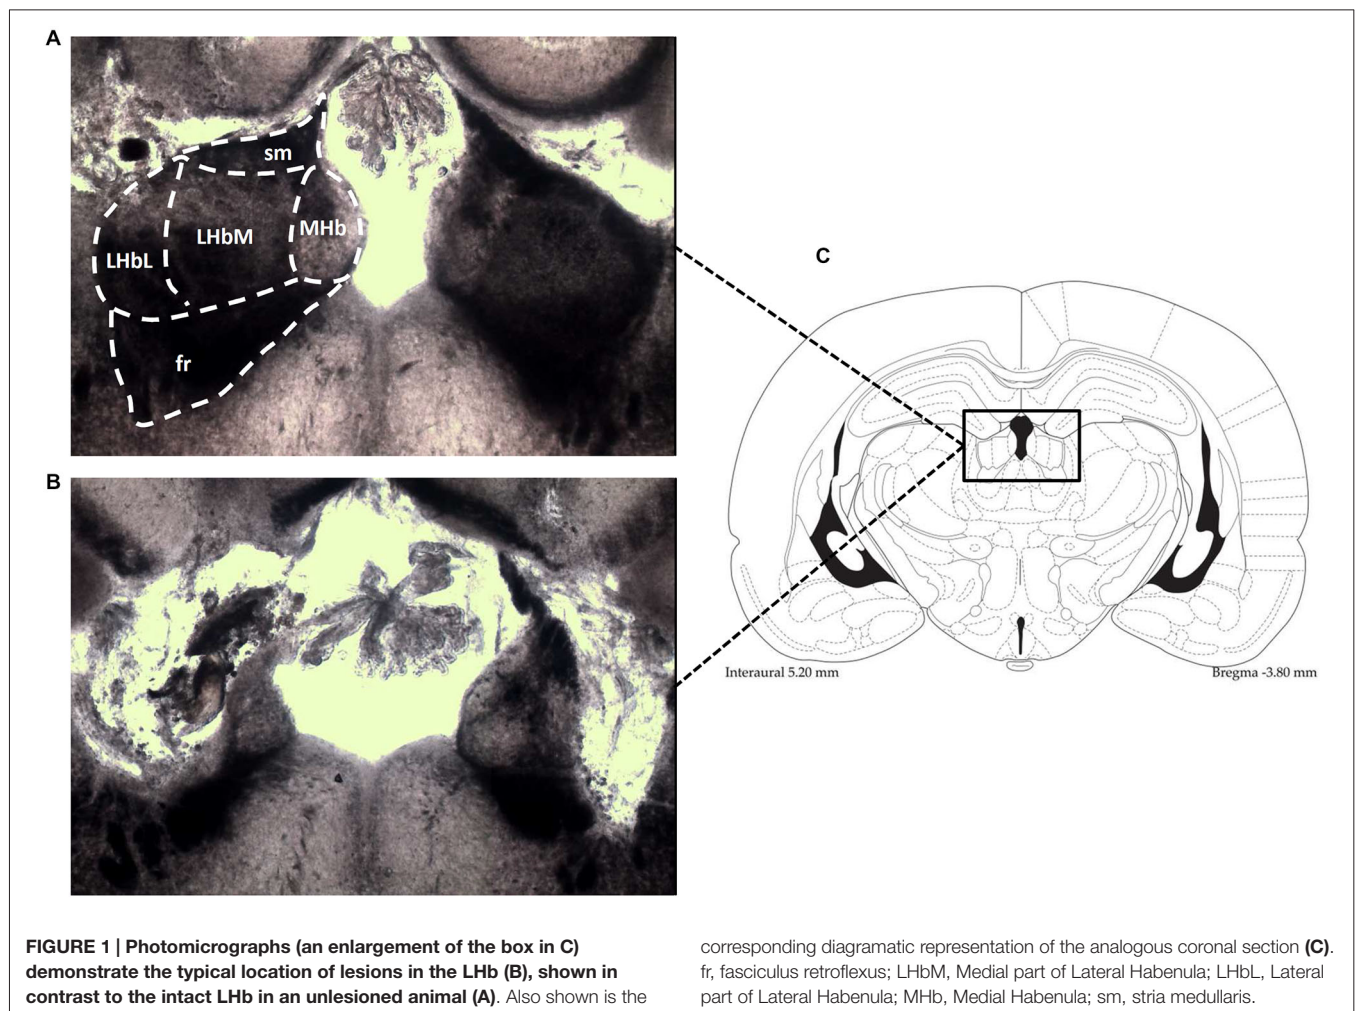 A
sm
MHb
LHbM
LHbL
fr
B
C
Interaural 5.20 mm
Bregma -3.80 mm
FIGURE 1 | Photomicrographs (an enlargement of the box in C)
demonstrate the typical location of lesions in the LHb (B), shown in
contrast to the intact LHb in an unlesioned animal (A). Also shown is the
corresponding diagramatic representation of the analogous coronal section (C).
fr, fasciculus retroflexus; LHbM, Medial part of Lateral Habenula; LHbL, Lateral
part of Lateral Habenula; MHb, Medial Habenula; sm, stria medullaris.